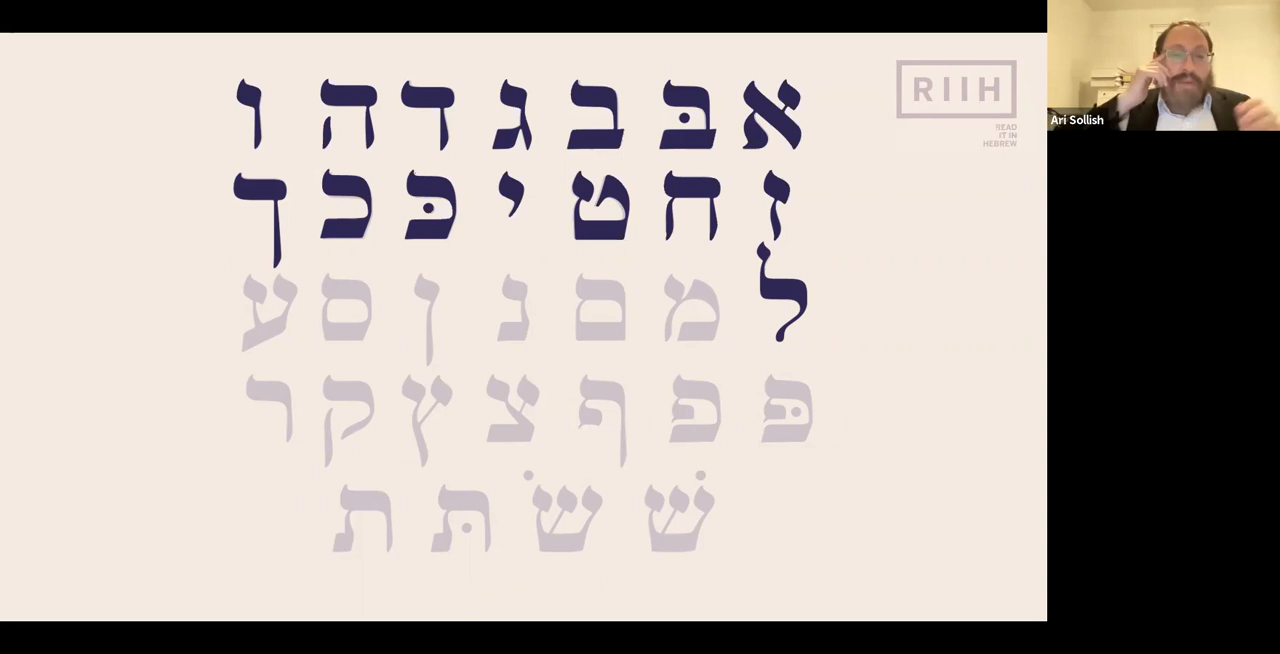 א בּ ב ג ד ה ו
ז ח ט י כּ כ ך
ל מ ם נ ן ס ע
פּ פ ף צ ץ ק ר
שׁ שׂ תּ ת
RIIH
READ
IT IN
HEBREW
Ari Sollish